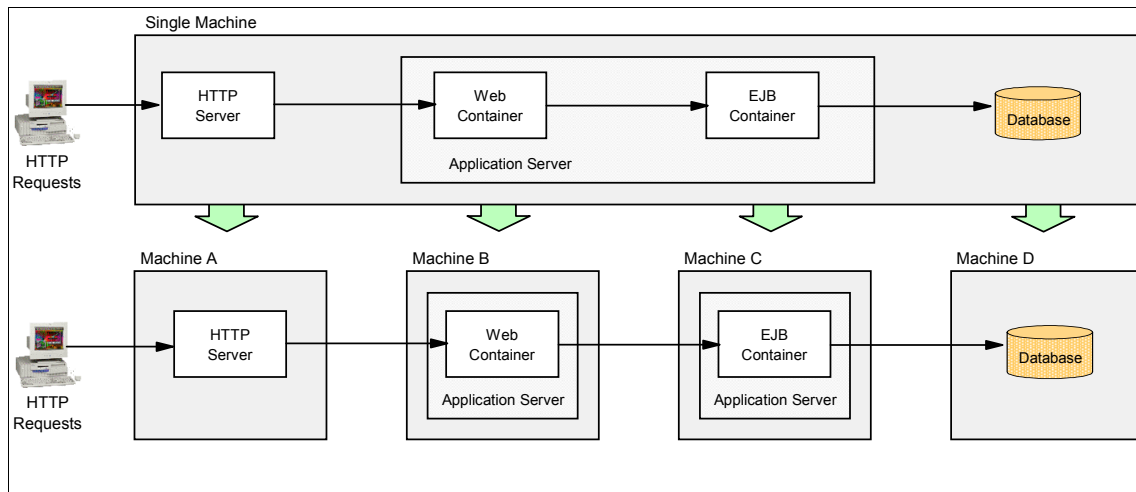 Single Machine
HTTP
Requests
HTTP
Server
Web
Container
EJB
Container
Application Server
Database
Machine A
Machine B
Machine C
Machine D
HTTP
Requests
HTTP
Server
Web
Container
Application Server
EJB
Container
Application Server
Database